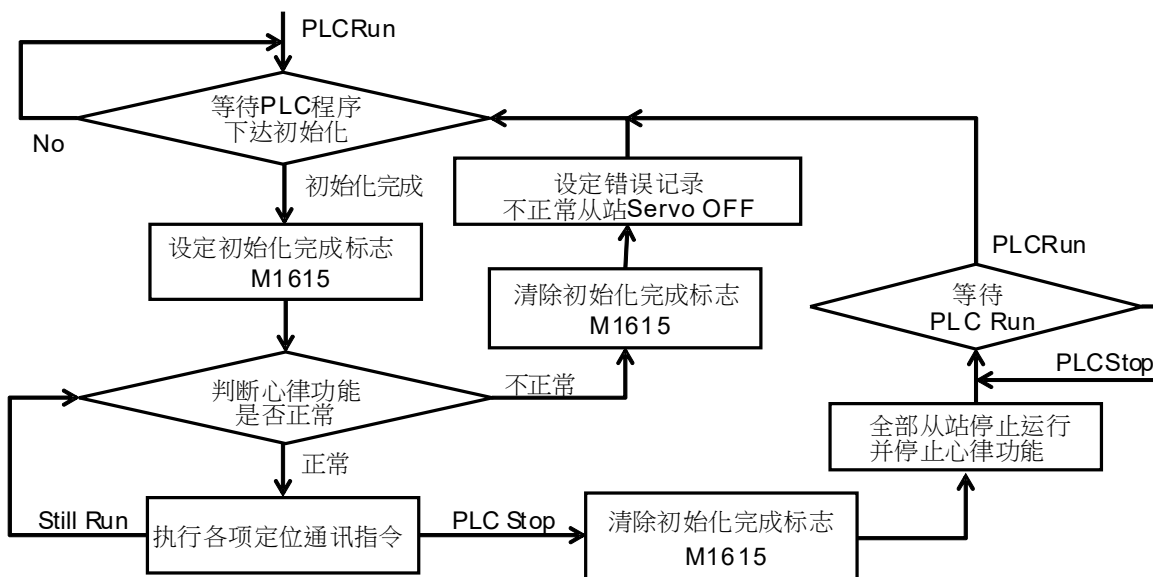 PLCRun
等待PLC程序
下达初始化
No
初始化完成
设定错误记录
不正常从站Servo OFF
设定初始化完成标志
M1615
PLCRun
清除初始化完成标志
M1615
等待
PLC Run
判断心律功能
是否正常
不正常
PLCStop
全部从站停止运行
并停止心律功能
正常
Still Run
执行各项定位通讯指令
PLC Stop
清除初始化完成标志
M1615